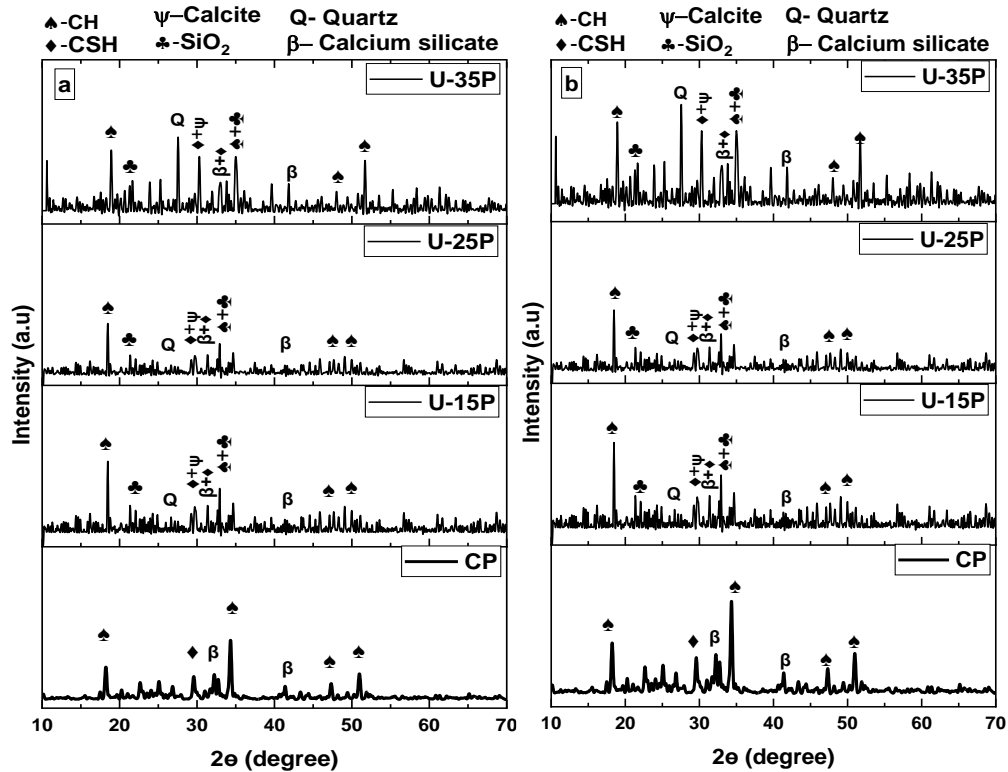 ♠-CH ψ–Calcite Q- Quartz
♦-CSH ♣-SiO₂ β– Calcium silicate
a
U-35P
♠ ♣ Q ♦+ψ β+♦ ♠+♣ β ♠ ♠
U-25P
♠ ♣ Q ♦+ψ β+♦ ♠+♣ β ♠ ♠
U-15P
♠ ♣ Q ♦+ψ β+♦ ♠+♣ β ♠ ♠
CP
♠ ♦ β ♠ β ♠ ♠
Intensity (a.u)
10 20 30 40 50 60 70
2ɵ (degree)
♠-CH ψ–Calcite Q- Quartz
♦-CSH ♣-SiO₂ β– Calcium silicate
b
U-35P
♠ ♣ Q ♦+ψ β+♦ ♠+♣ β ♠ ♠
U-25P
♠ ♣ Q ♦+ψ β+♦ ♠+♣ β ♠ ♠
U-15P
♠ ♣ Q ♦+ψ β+♦ ♠+♣ β ♠ ♠
CP
♠ ♦ β ♠ β ♠ ♠
Intensity (a.u)
10 20 30 40 50 60 70
2ɵ (degree)